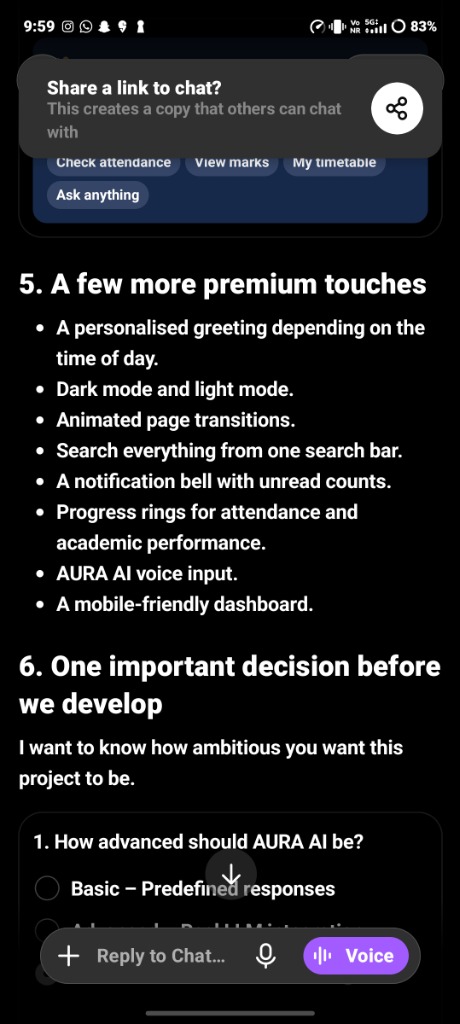 9:59
Vo NR 5G 83%
Share a link to chat?
This creates a copy that others can chat
with
Check attendance View marks My timetable
Ask anything
5. A few more premium touches
• A personalised greeting depending on the
time of day.
• Dark mode and light mode.
• Animated page transitions.
• Search everything from one search bar.
• A notification bell with unread counts.
• Progress rings for attendance and
academic performance.
• AURA AI voice input.
• A mobile-friendly dashboard.
6. One important decision before
we develop
I want to know how ambitious you want this
project to be.
1. How advanced should AURA AI be?
Basic – Predefined responses
Reply to Chat... Voice